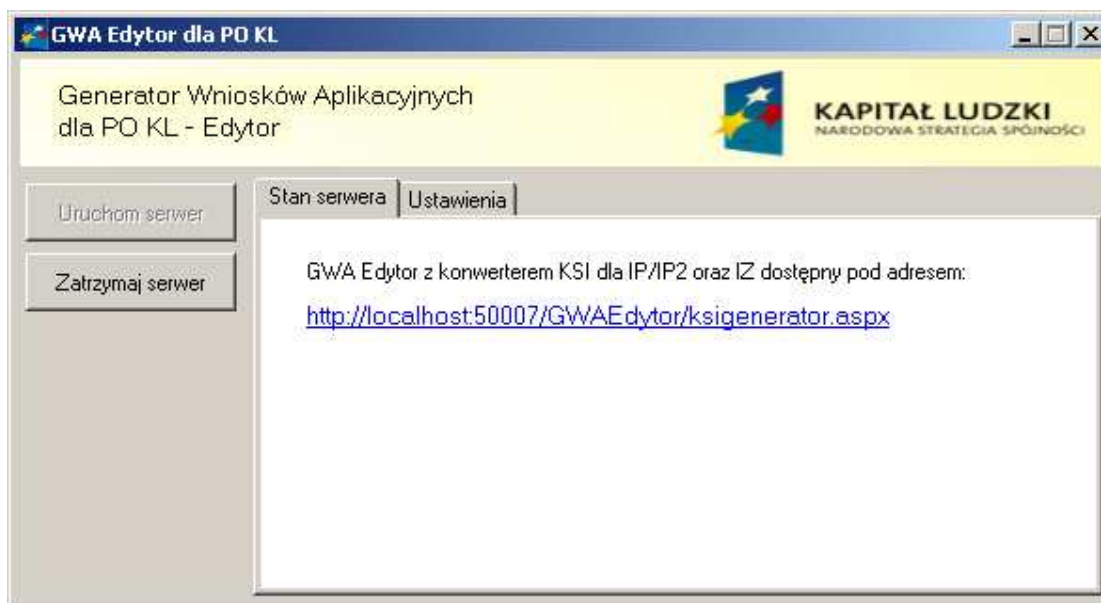 GWA Edytor dla PO KL
Generator Wniosków Aplikacyjnych
dla PO KL - Edytor
KAPITAŁ LUDZKI
NARODOWA STRATEGIA SPÓJNOŚCI
Uruchom serwer
Zatrzymaj serwer
Stan serwera
Ustawienia
GWA Edytor z konwerterem KSI dla IP/IP2 oraz IZ dostępny pod adresem:
http://localhost:50007/GWAEdytor/ksigenerator.aspx